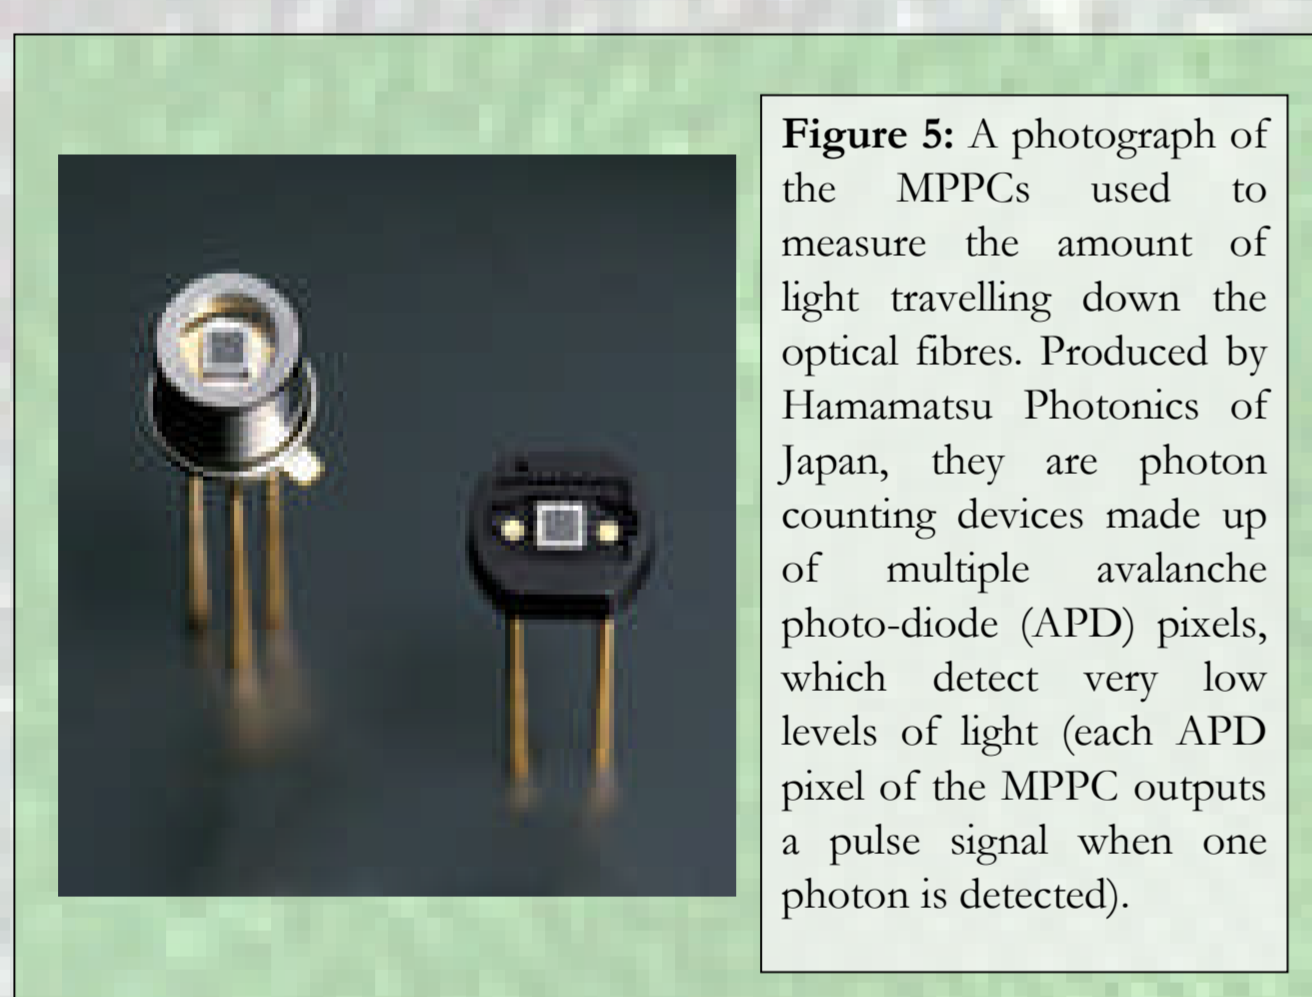 Figure 5: A photograph of
the MPPCs used to
measure the amount of
light travelling down the
optical fibres. Produced by
Hamamatsu Photonics of
Japan, they are photon
counting devices made up
of multiple avalanche
photo-diode (APD) pixels,
which detect very low
levels of light (each APD
pixel of the MPPC outputs
a pulse signal when one
photon is detected).